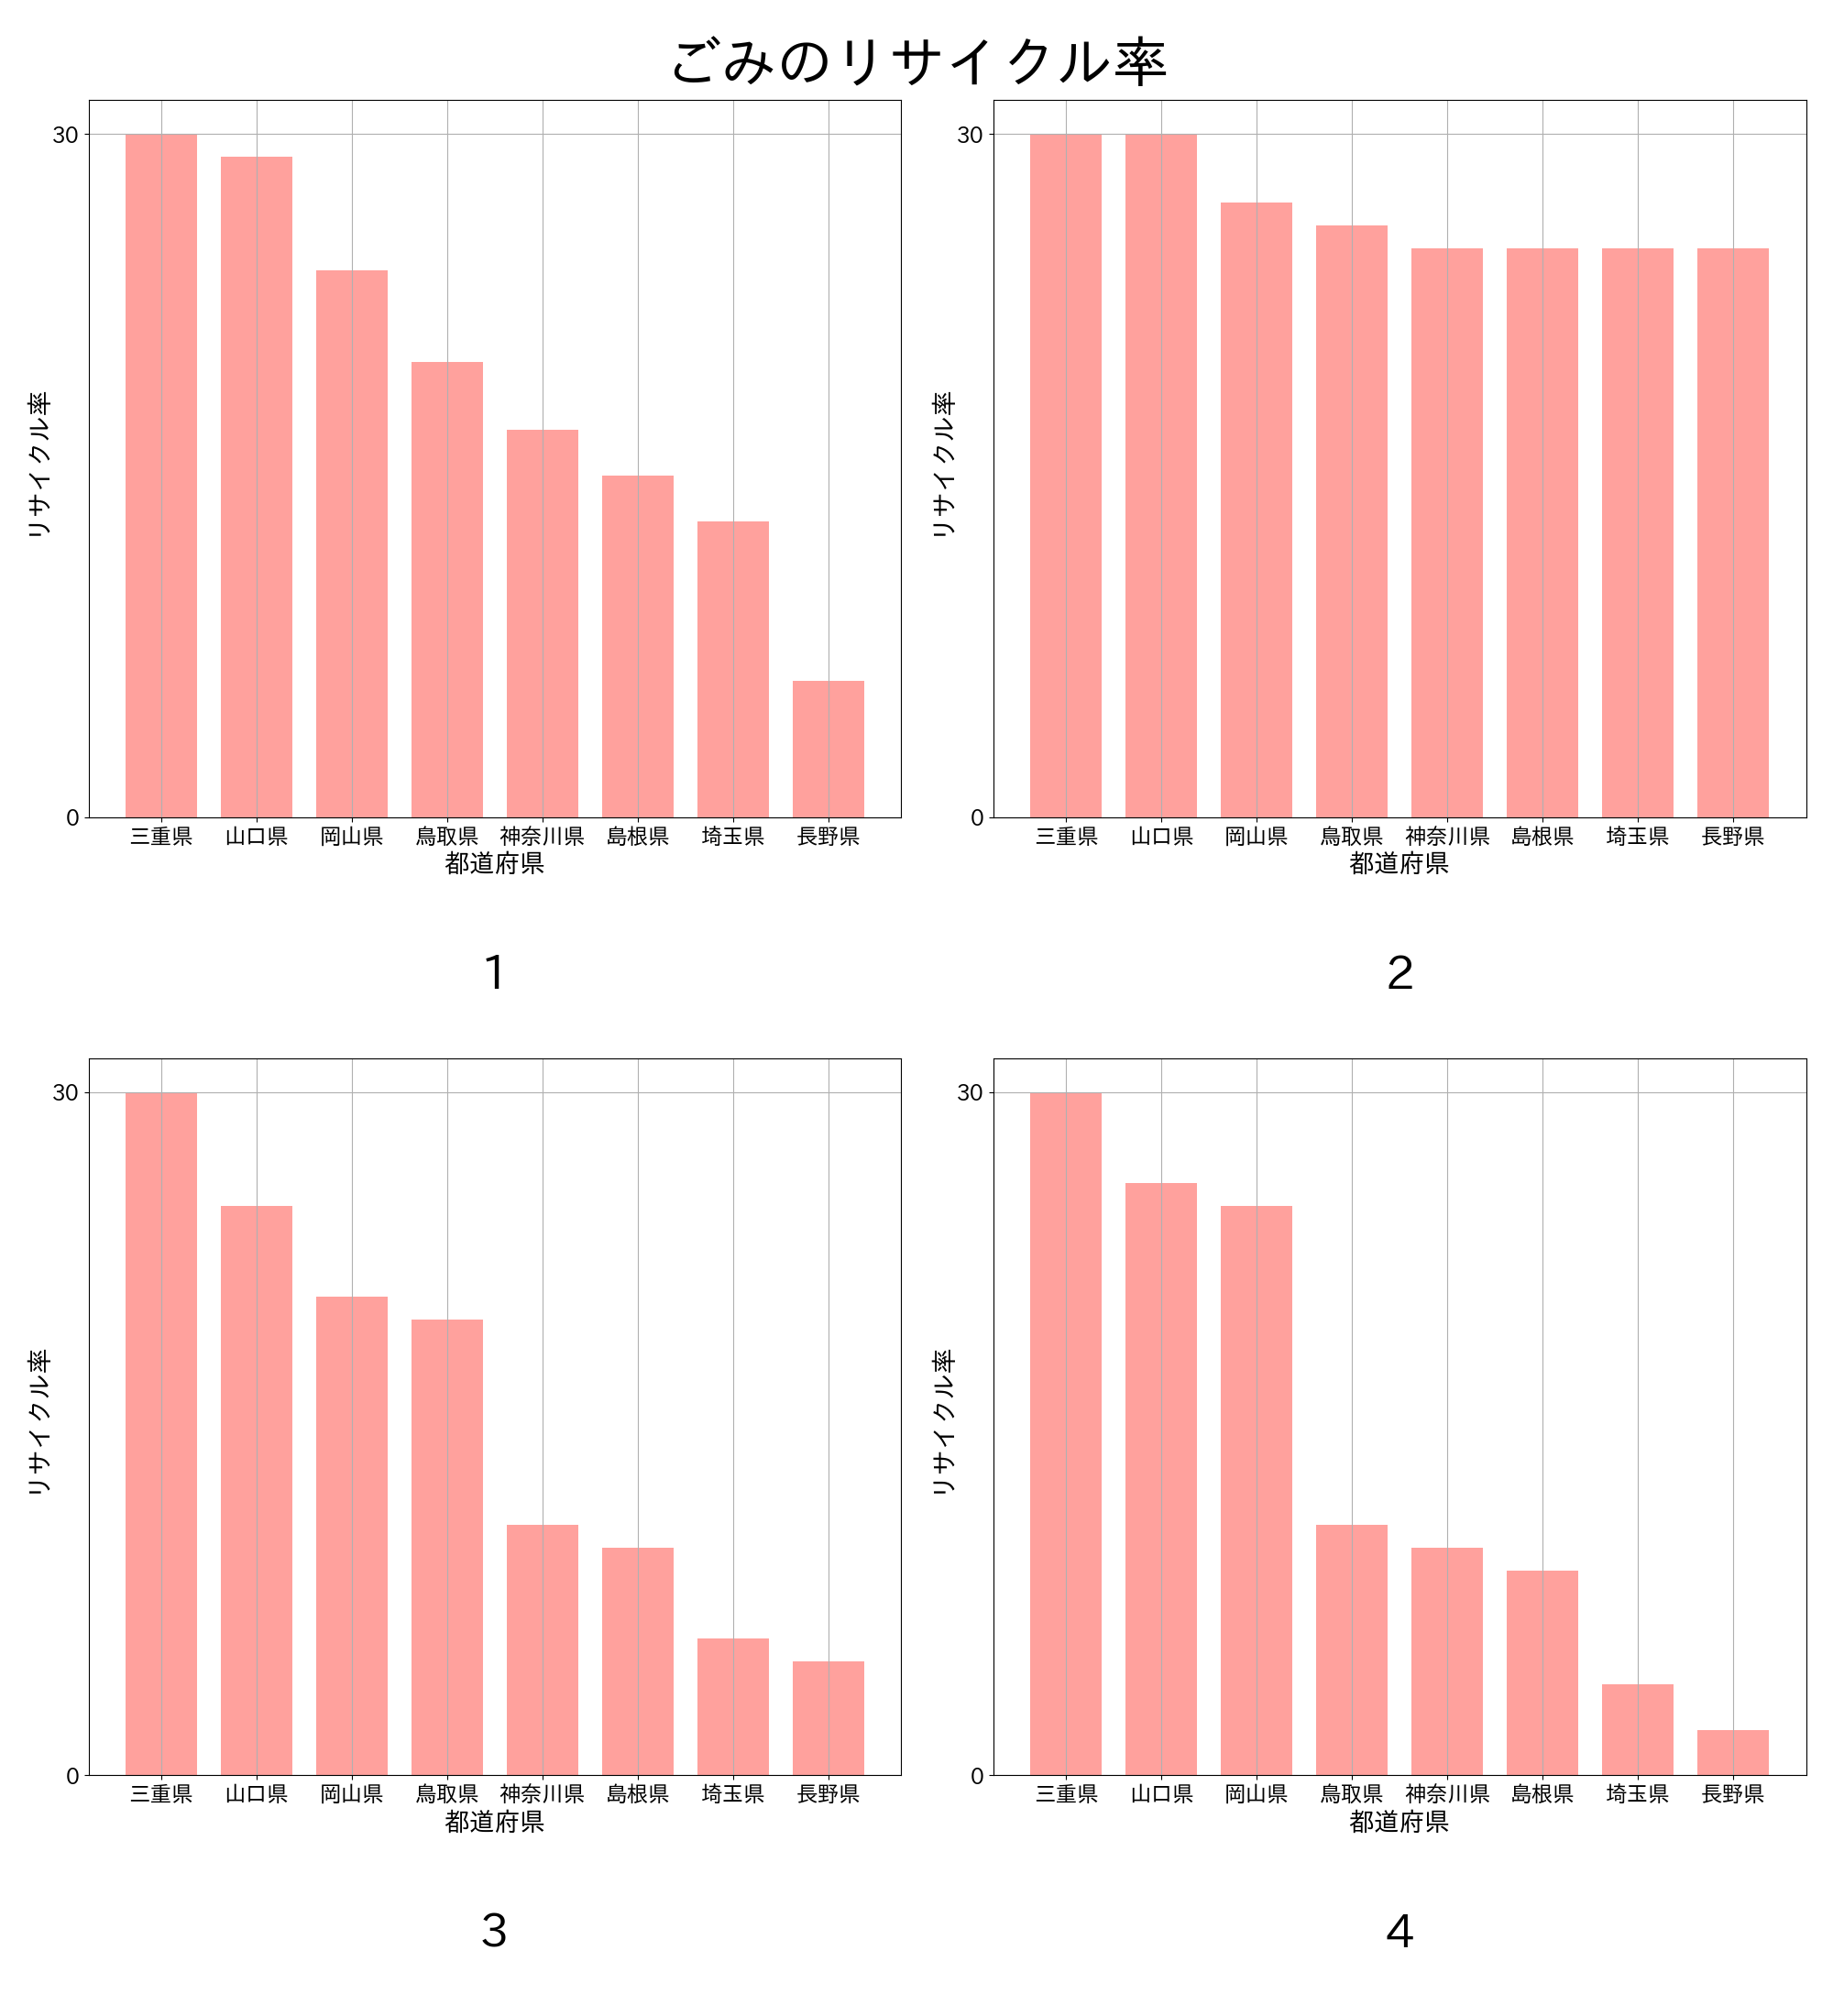 ごみのリサイクル率
30
0
リサイクル率
三重県 山口県 岡山県 鳥取県 神奈川県 島根県 埼玉県 長野県
都道府県
1
30
0
リサイクル率
三重県 山口県 岡山県 鳥取県 神奈川県 島根県 埼玉県 長野県
都道府県
2
30
0
リサイクル率
三重県 山口県 岡山県 鳥取県 神奈川県 島根県 埼玉県 長野県
都道府県
3
30
0
リサイクル率
三重県 山口県 岡山県 鳥取県 神奈川県 島根県 埼玉県 長野県
都道府県
4